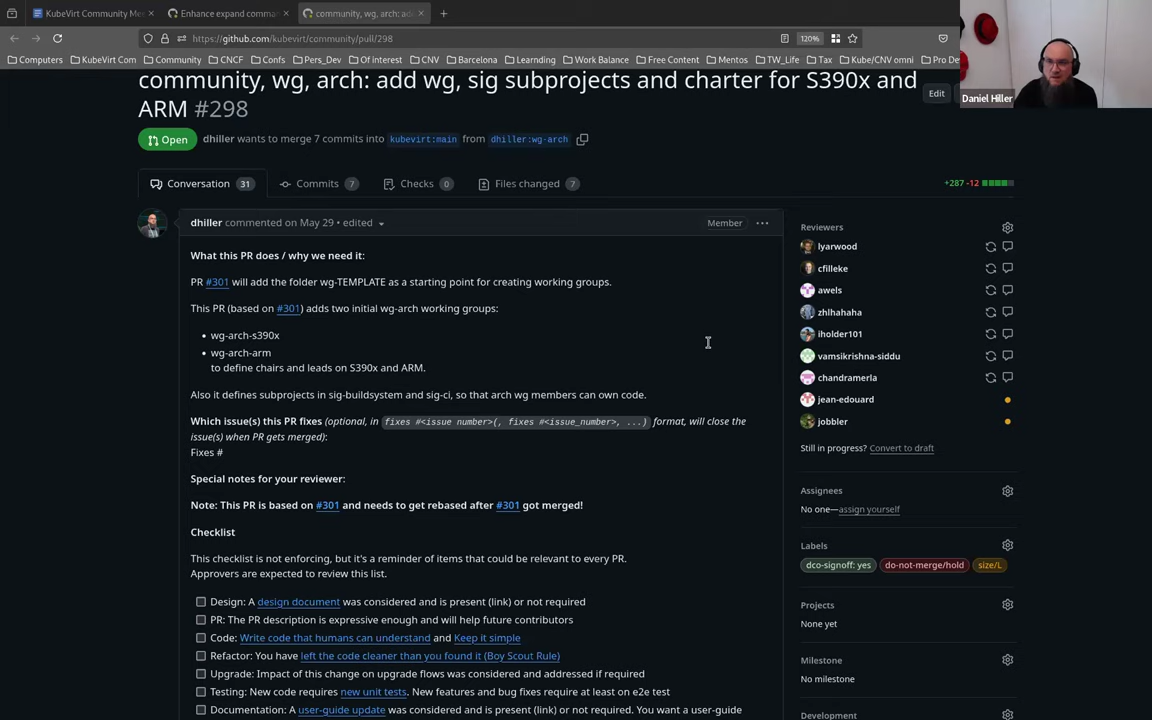 KubeVirt Community Me
Enhance expand comma
community, wg, arch: ad
https://github.com/kubevirt/community/pull/298
120%
Computers
KubeVirt Com
Community
CNCF
Confs
Pers_Dev
Of interest
CNV
Barcelona
Learnding
Work Balance
Free Content
Mentos
TW_Life
Tax
Kube/CNV omni
Pro De
Daniel Hiller
community, wg, arch: add wg, sig subprojects and charter for S390x and
ARM #298
Edit
Open
dhiller wants to merge 7 commits into kubevirt:main from dhiller:wg-arch
Conversation 31
Commits 7
Checks 0
Files changed 7
+287 -12
dhiller commented on May 29 • edited
Member
What this PR does / why we need it:
PR #301 will add the folder wg-TEMPLATE as a starting point for creating working groups.
This PR (based on #301) adds two initial wg-arch working groups:
• wg-arch-s390x
• wg-arch-arm
to define chairs and leads on S390x and ARM.
Also it defines subprojects in sig-buildsystem and sig-ci, so that arch wg members can own code.
Which issue(s) this PR fixes (optional, in fixes #<issue number>(, fixes #<issue_number>, ...) format, will close the
issue(s) when PR gets merged):
Fixes #
Special notes for your reviewer:
Note: This PR is based on #301 and needs to get rebased after #301 got merged!
Checklist
This checklist is not enforcing, but it's a reminder of items that could be relevant to every PR.
Approvers are expected to review this list.
Design: A design document was considered and is present (link) or not required
PR: The PR description is expressive enough and will help future contributors
Code: Write code that humans can understand and Keep it simple
Refactor: You have left the code cleaner than you found it (Boy Scout Rule)
Upgrade: Impact of this change on upgrade flows was considered and addressed if required
Testing: New code requires new unit tests. New features and bug fixes require at least on e2e test
Documentation: A user-guide update was considered and is present (link) or not required. You want a user-guide
Reviewers
lyarwood
cfilleke
awels
zhlhahaha
iholder101
vamsikrishna-siddu
chandramerla
jean-edouard
jobbler
Still in progress? Convert to draft
Assignees
No one—assign yourself
Labels
dco-signoff: yes
do-not-merge/hold
size/L
Projects
None yet
Milestone
No milestone
Development